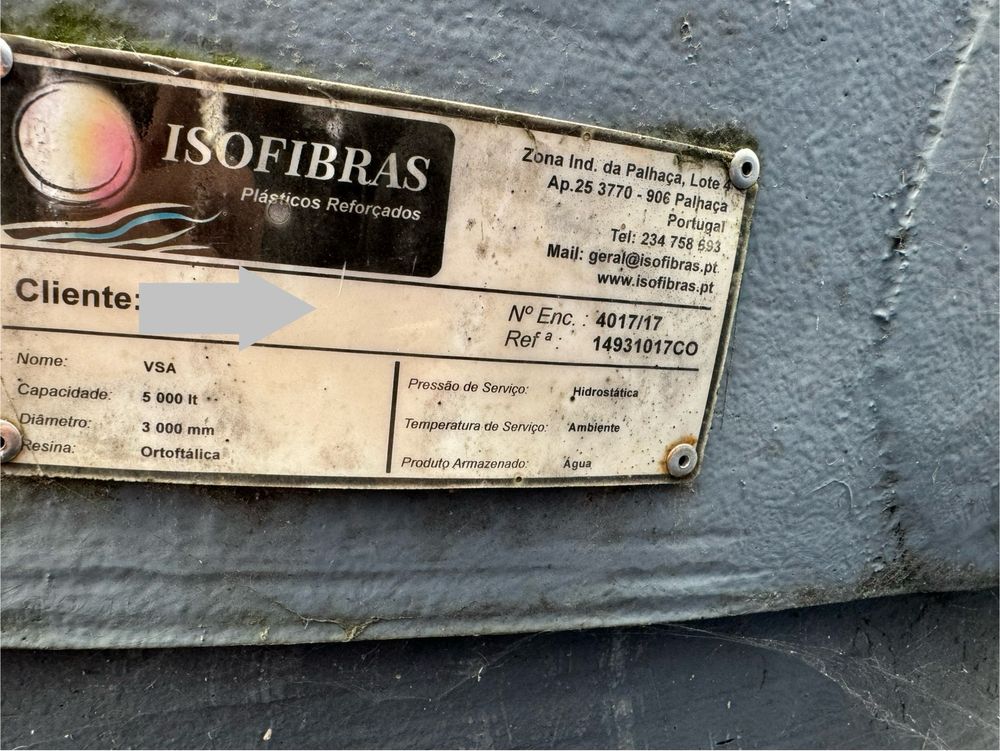 ISOFIBRAS
Plásticos Reforçados
Zona Ind. da Palhaça, Lote 4
Ap.25 3770 - 906 Palhaça
Portugal
Tel: 234 758 693
Mail: geral@isofibras.pt
www.isofibras.pt
Cliente:
Nº Enc. : 4017/17
Refª : 14931017CO
Nome: VSA
Capacidade: 5 000 lt
Diâmetro: 3 000 mm
Resina: Ortoftálica
Pressão de Serviço: Hidrostática
Temperatura de Serviço: Ambiente
Produto Armazenado: Água